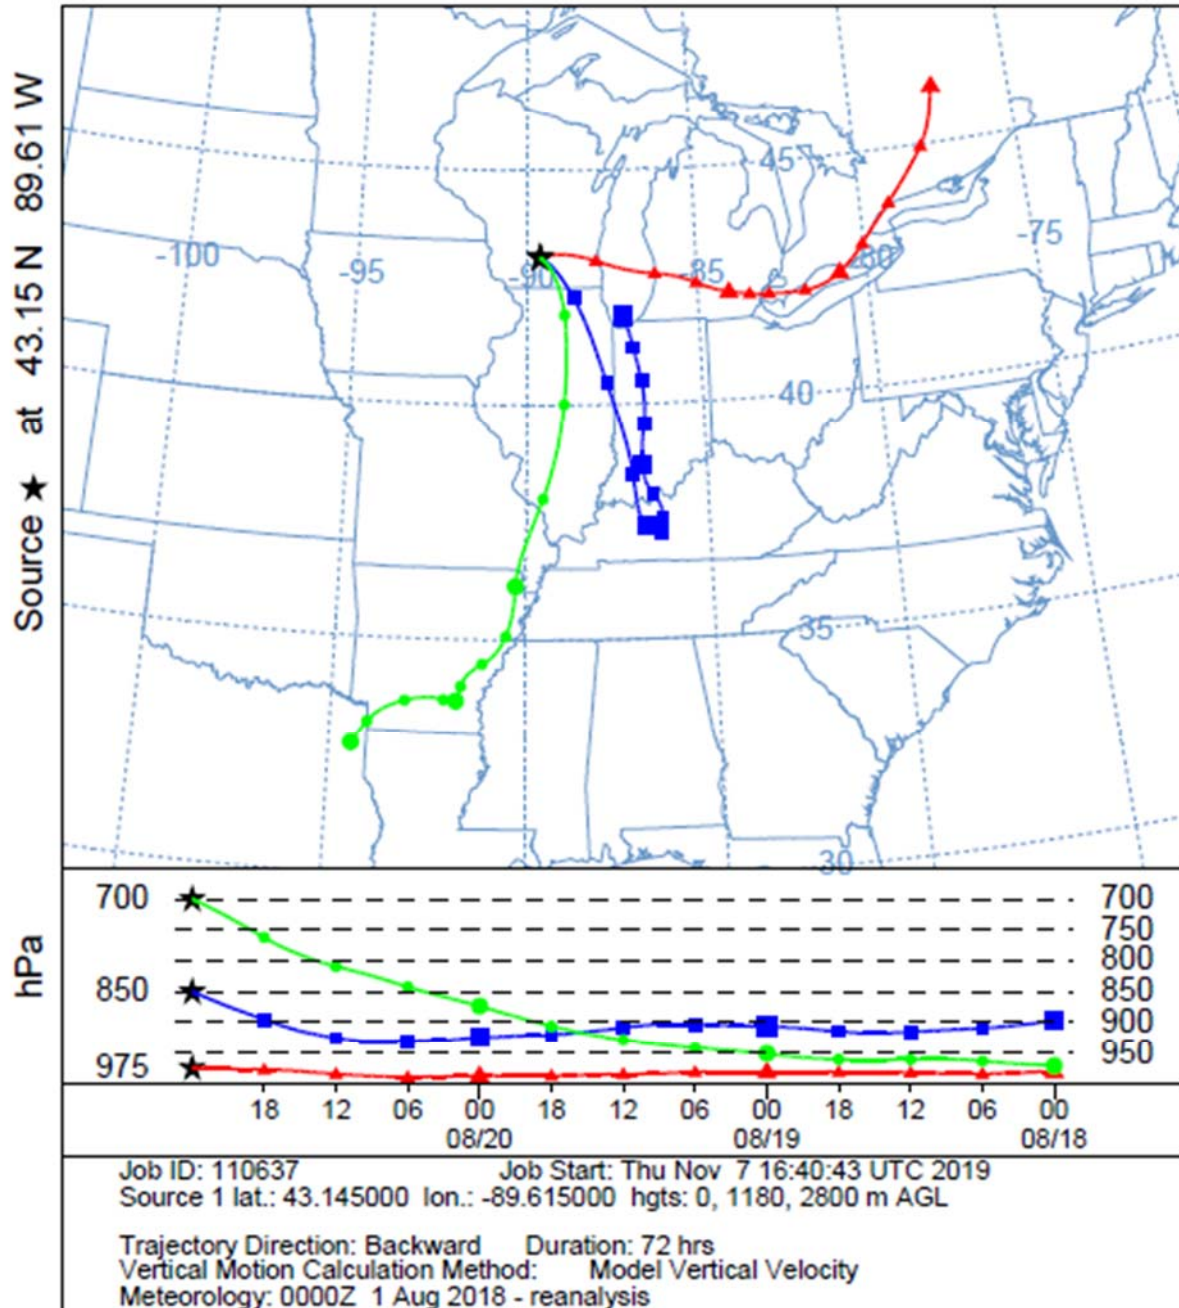 Source ★ at 43.15 N 89.61 W
45
-100
-95
-90
-85
-80
-75
40
35
30
hPa
700 700
750
800
850 850
900
950
975
18 12 06 00 18 12 06 00 18 12 06 00
08/20 08/19 08/18
Job ID: 110637 Job Start: Thu Nov 7 16:40:43 UTC 2019
Source 1 lat.: 43.145000 lon.: -89.615000 hgts: 0, 1180, 2800 m AGL
Trajectory Direction: Backward Duration: 72 hrs
Vertical Motion Calculation Method: Model Vertical Velocity
Meteorology: 0000Z 1 Aug 2018 - reanalysis